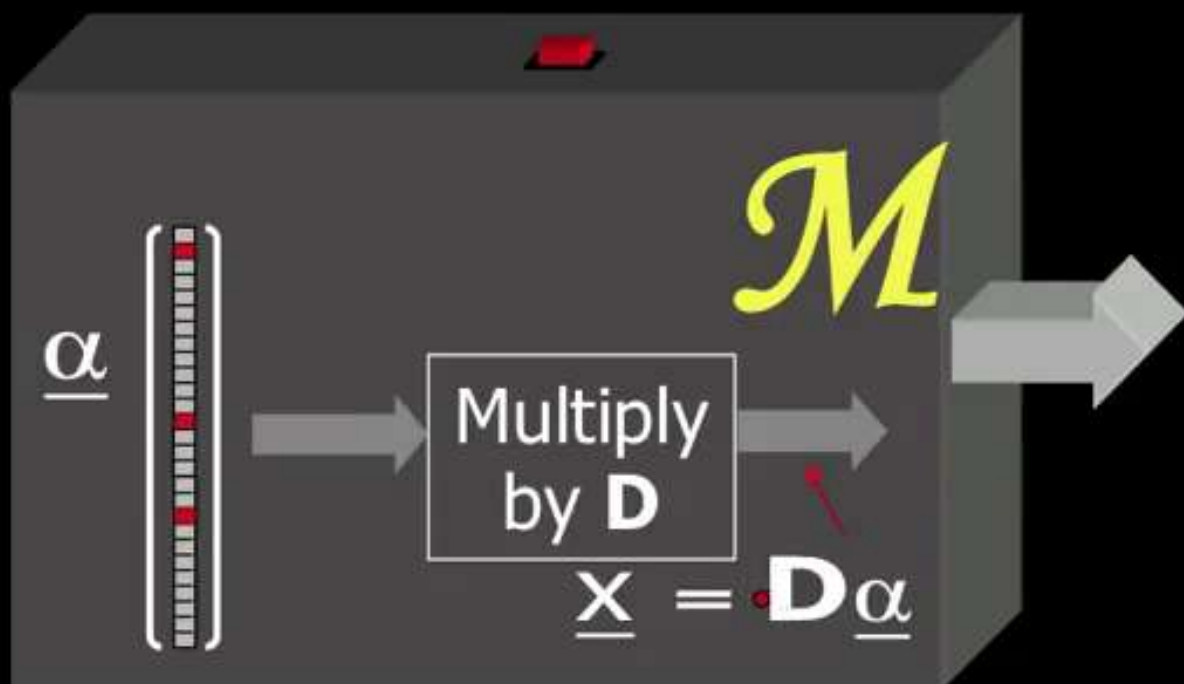 ℳ
α
Multiply
by D
x = Dα